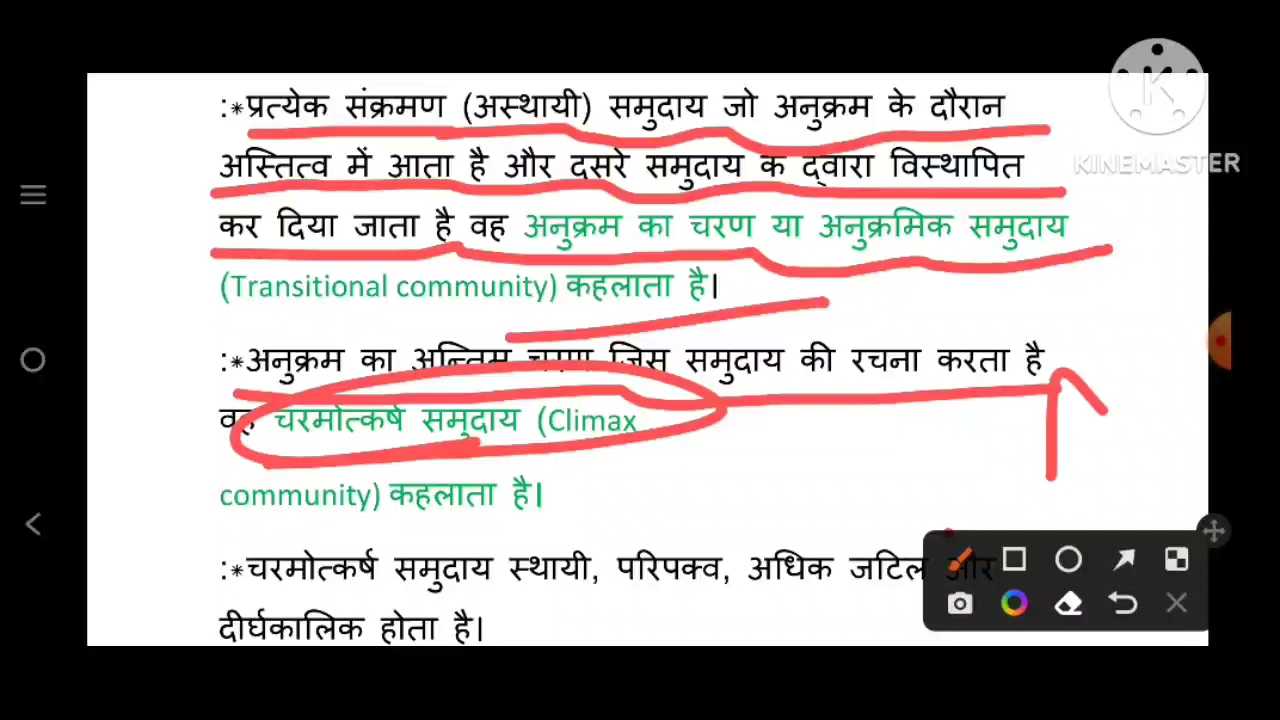 :*प्रत्येक संक्रमण (अस्थायी) समुदाय जो अनुक्रम के दौरान
अस्तित्व में आता है और दसरे समुदाय क द्वारा विस्थापित
कर दिया जाता है वह अनुक्रम का चरण या अनुक्रमिक समुदाय
(Transitional community) कहलाता है।
:*अनुक्रम का अन्तिम चरण जिस समुदाय की रचना करता है
वह चरमोत्कर्ष समुदाय (Climax
community) कहलाता है।
:*चरमोत्कर्ष समुदाय स्थायी, परिपक्व, अधिक जटिल और
दीर्घकालिक होता है।
KINEMASTER